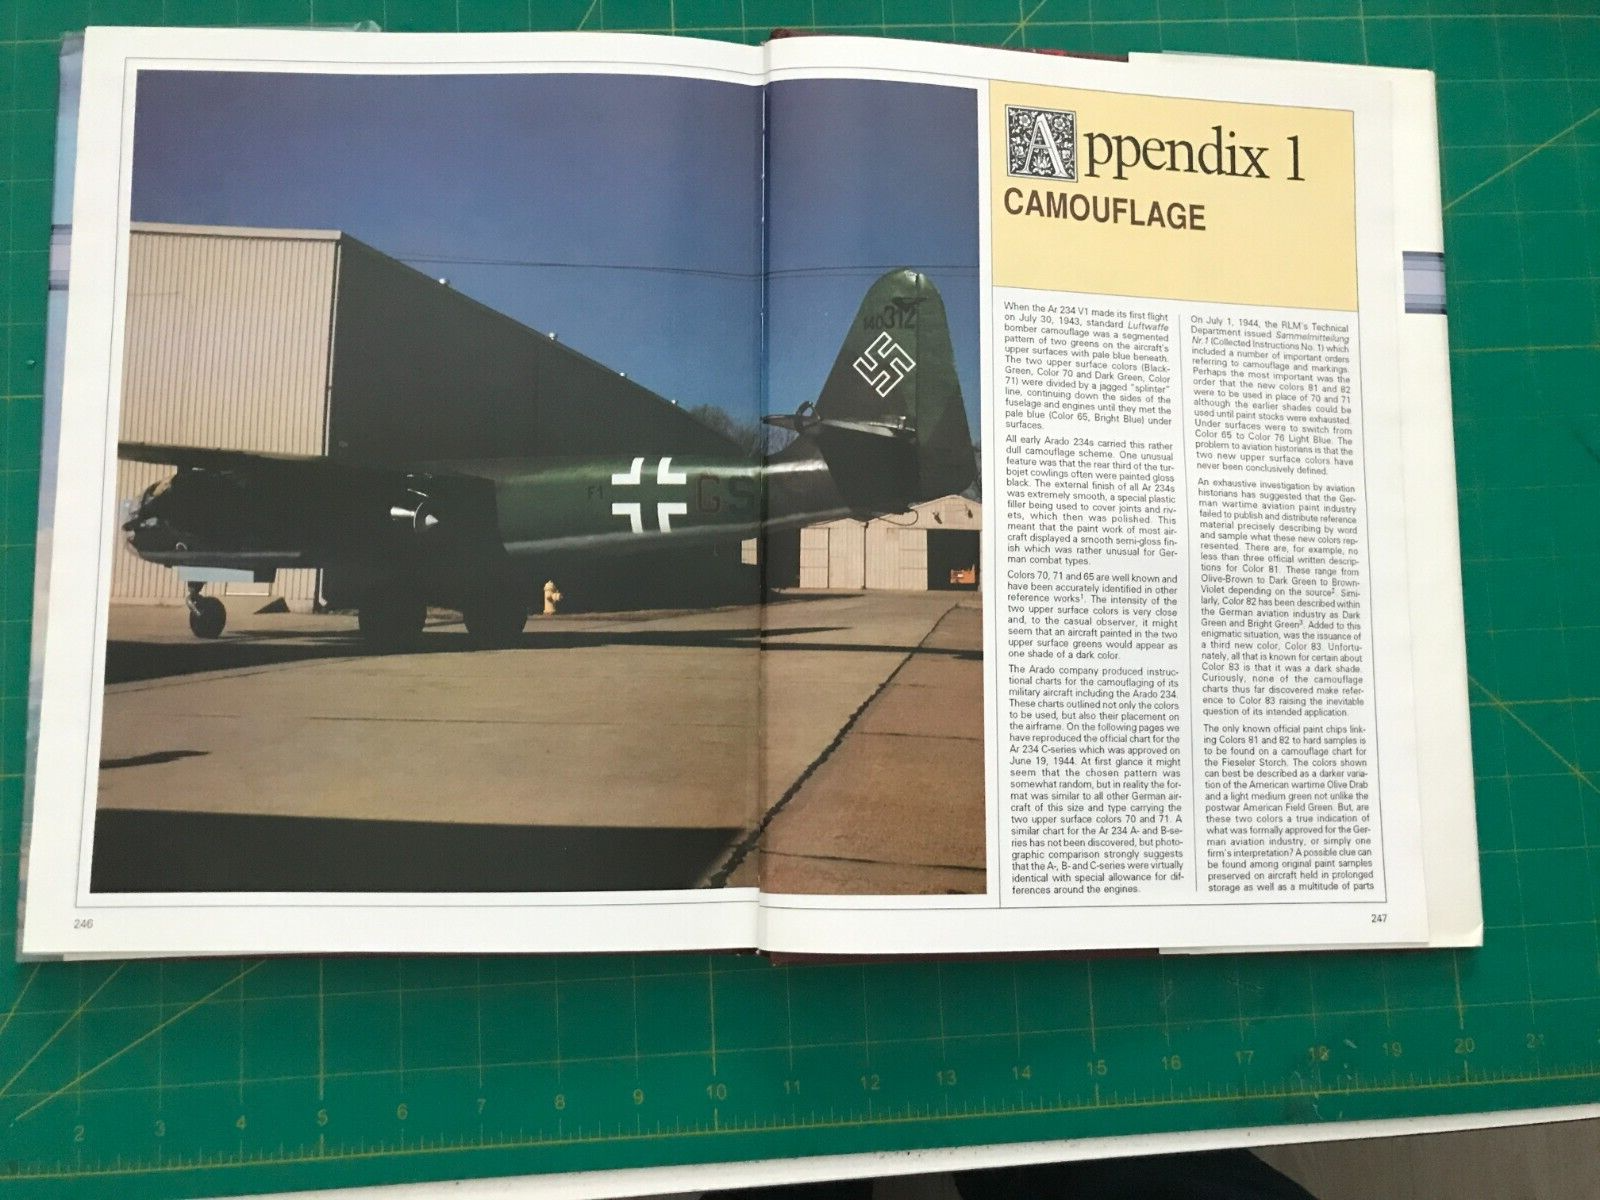 140312
F1
GS
246
Appendix 1
CAMOUFLAGE
When the Ar 234 V1 made its first flight
on July 30, 1943, standard Luftwaffe
bomber camouflage was a segmented
pattern of two greens on the aircraft's
upper surfaces with pale blue beneath.
The two upper surface colors (Black-
Green, Color 70 and Dark Green, Color
71) were divided by a jagged "splinter"
line, continuing down the sides of the
fuselage and engines until they met the
pale blue (Color 65, Bright Blue) under
surfaces.
All early Arado 234s carried this rather
dull camouflage scheme. One unusual
feature was that the rear third of the tur-
bojet cowlings often were painted gloss
black. The external finish of all Ar 234s
was extremely smooth, a special plastic
filler being used to cover joints and riv-
ets, which then was polished. This
meant that the paint work of most air-
craft displayed a smooth semi-gloss fin-
ish which was rather unusual for Ger-
man combat types.
Colors 70, 71 and 65 are well known and
have been accurately identified in other
reference works¹. The intensity of the
two upper surface colors is very close
and, to the casual observer, it might
seem that an aircraft painted in the two
upper surface greens would appear as
one shade of a dark color.
The Arado company produced instruc-
tional charts for the camouflaging of its
military aircraft including the Arado 234.
These charts outlined not only the colors
to be used, but also their placement on
the airframe. On the following pages we
have reproduced the official chart for the
Ar 234 C-series which was approved on
June 19, 1944. At first glance it might
seem that the chosen pattern was
somewhat random, but in reality the for-
mat was similar to all other German air-
craft of this size and type carrying the
two upper surface colors 70 and 71. A
similar chart for the Ar 234 A- and B-se-
ries has not been discovered, but photo-
graphic comparison strongly suggests
that the A-, B- and C-series were virtually
identical with special allowance for dif-
ferences around the engines.
On July 1, 1944, the RLM's Technical
Department issued Sammelmitteilung
Nr.1 (Collected Instructions No. 1) which
included a number of important orders
referring to camouflage and markings.
Perhaps the most important was the
order that the new colors 81 and 82
were to be used in place of 70 and 71
although the earlier shades could be
used until paint stocks were exhausted.
Under surfaces were to switch from
Color 65 to Color 76 Light Blue. The
problem to aviation historians is that the
two new upper surface colors have
never been conclusively defined.
An exhaustive investigation by aviation
historians has suggested that the Ger-
man wartime aviation paint industry
failed to publish and distribute reference
material precisely describing by word
and sample what these new colors rep-
resented. There are, for example, no
less than three official written descrip-
tions for Color 81. These range from
Olive-Brown to Dark Green to Brown-
Violet depending on the source². Simi-
larly, Color 82 has been described within
the German aviation industry as Dark
Green and Bright Green³. Added to this
enigmatic situation, was the issuance of
a third new color, Color 83. Unfortu-
nately, all that is known for certain about
Color 83 is that it was a dark shade.
Curiously, none of the camouflage
charts thus far discovered make refer-
ence to Color 83 raising the inevitable
question of its intended application.
The only known official paint chips link-
ing Colors 81 and 82 to hard samples is
to be found on a camouflage chart for
the Fieseler Storch. The colors shown
can best be described as a darker varia-
tion of the American wartime Olive Drab
and a light medium green not unlike the
postwar American Field Green. But, are
these two colors a true indication of
what was formally approved for the Ger-
man aviation industry, or simply one
firm's interpretation? A possible clue can
be found among original paint samples
preserved on aircraft held in prolonged
storage as well as a multitude of parts
247
2 3 4 5 6 7 8 9 10 11 12 13 14 15 16 17 18 19 20 21